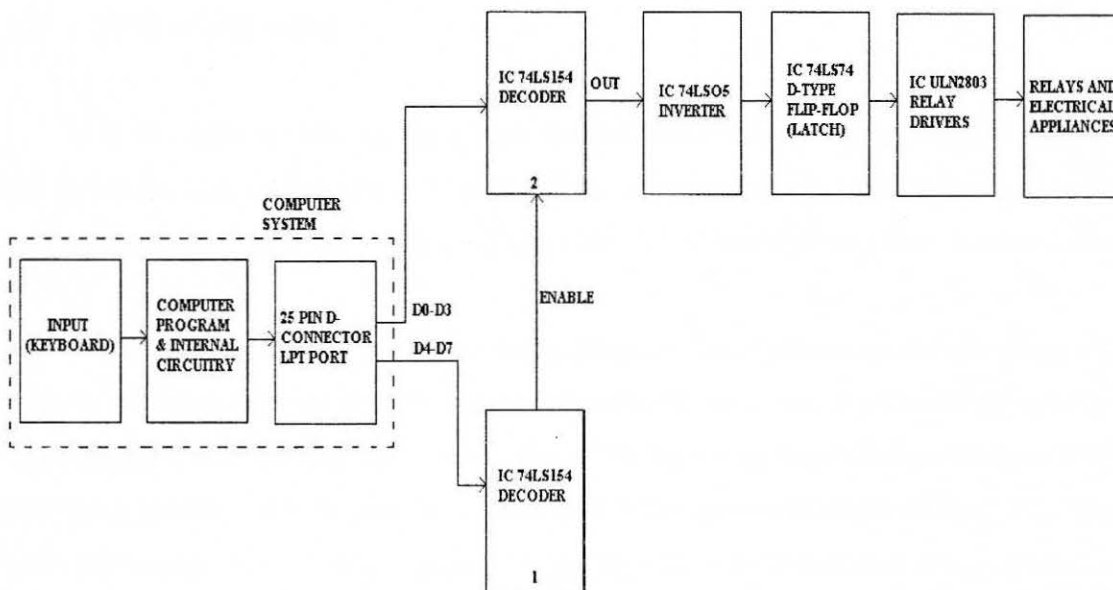 IC 74LS154
DECODER
2
OUT
IC 74LSO5
INVERTER
IC 74LS74
D-TYPE
FLIP-FLOP
(LATCH)
IC ULN2803
RELAY
DRIVERS
RELAYS AND
ELECTRICAL
APPLIANCES
COMPUTER
SYSTEM
INPUT
(KEYBOARD)
COMPUTER
PROGRAM
& INTERNAL
CIRCUITRY
25 PIN D-
CONNECTOR
LPT PORT
D0-D3
D4-D7
ENABLE
IC 74LS154
DECODER
1